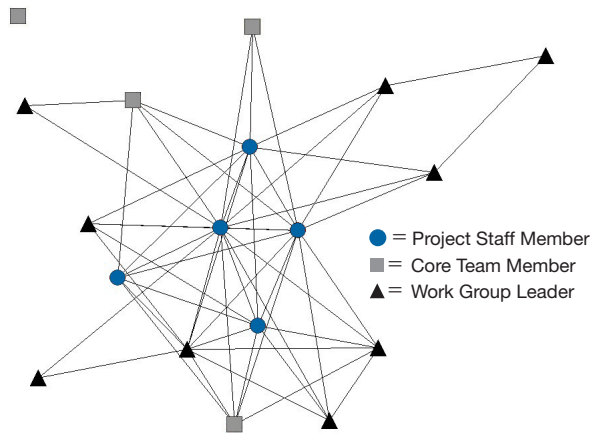 = Project Staff Member
= Core Team Member
= Work Group Leader